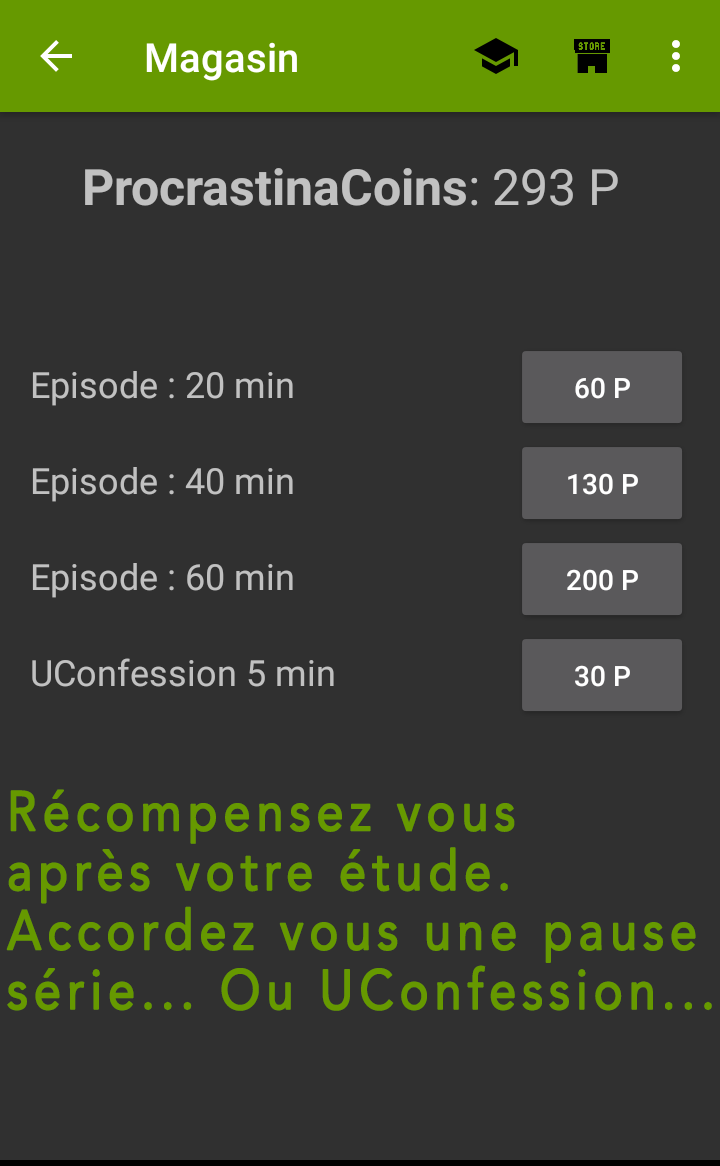 Magasin
STORE
ProcrastinaCoins: 293 P
Episode : 20 min
60 P
Episode : 40 min
130 P
Episode : 60 min
200 P
UConfession 5 min
30 P
Récompensez vous
après votre étude.
Accordez vous une pause
série... Ou UConfession...